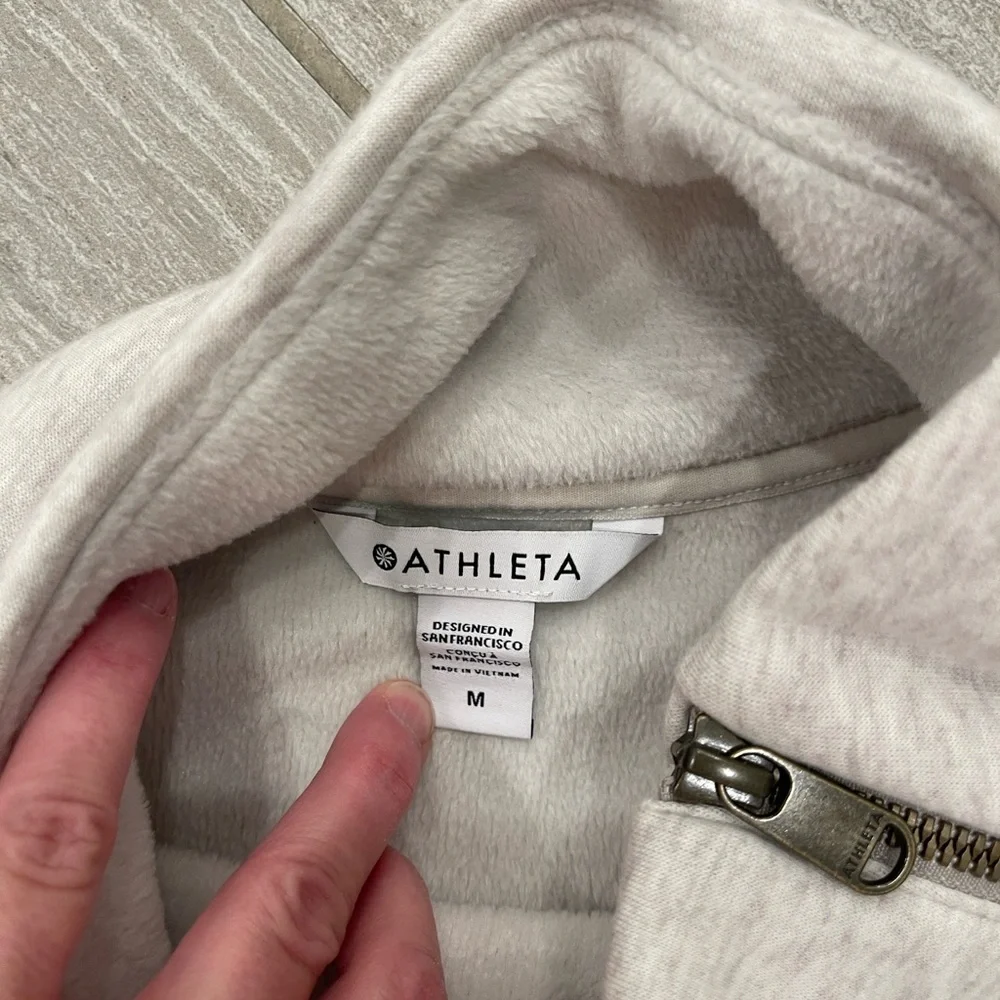 ATHLETA
DESIGNED IN
SAN FRANCISCO
CONÇU À
SAN FRANCISCO
MADE IN VIETNAM
M
ATHLETA